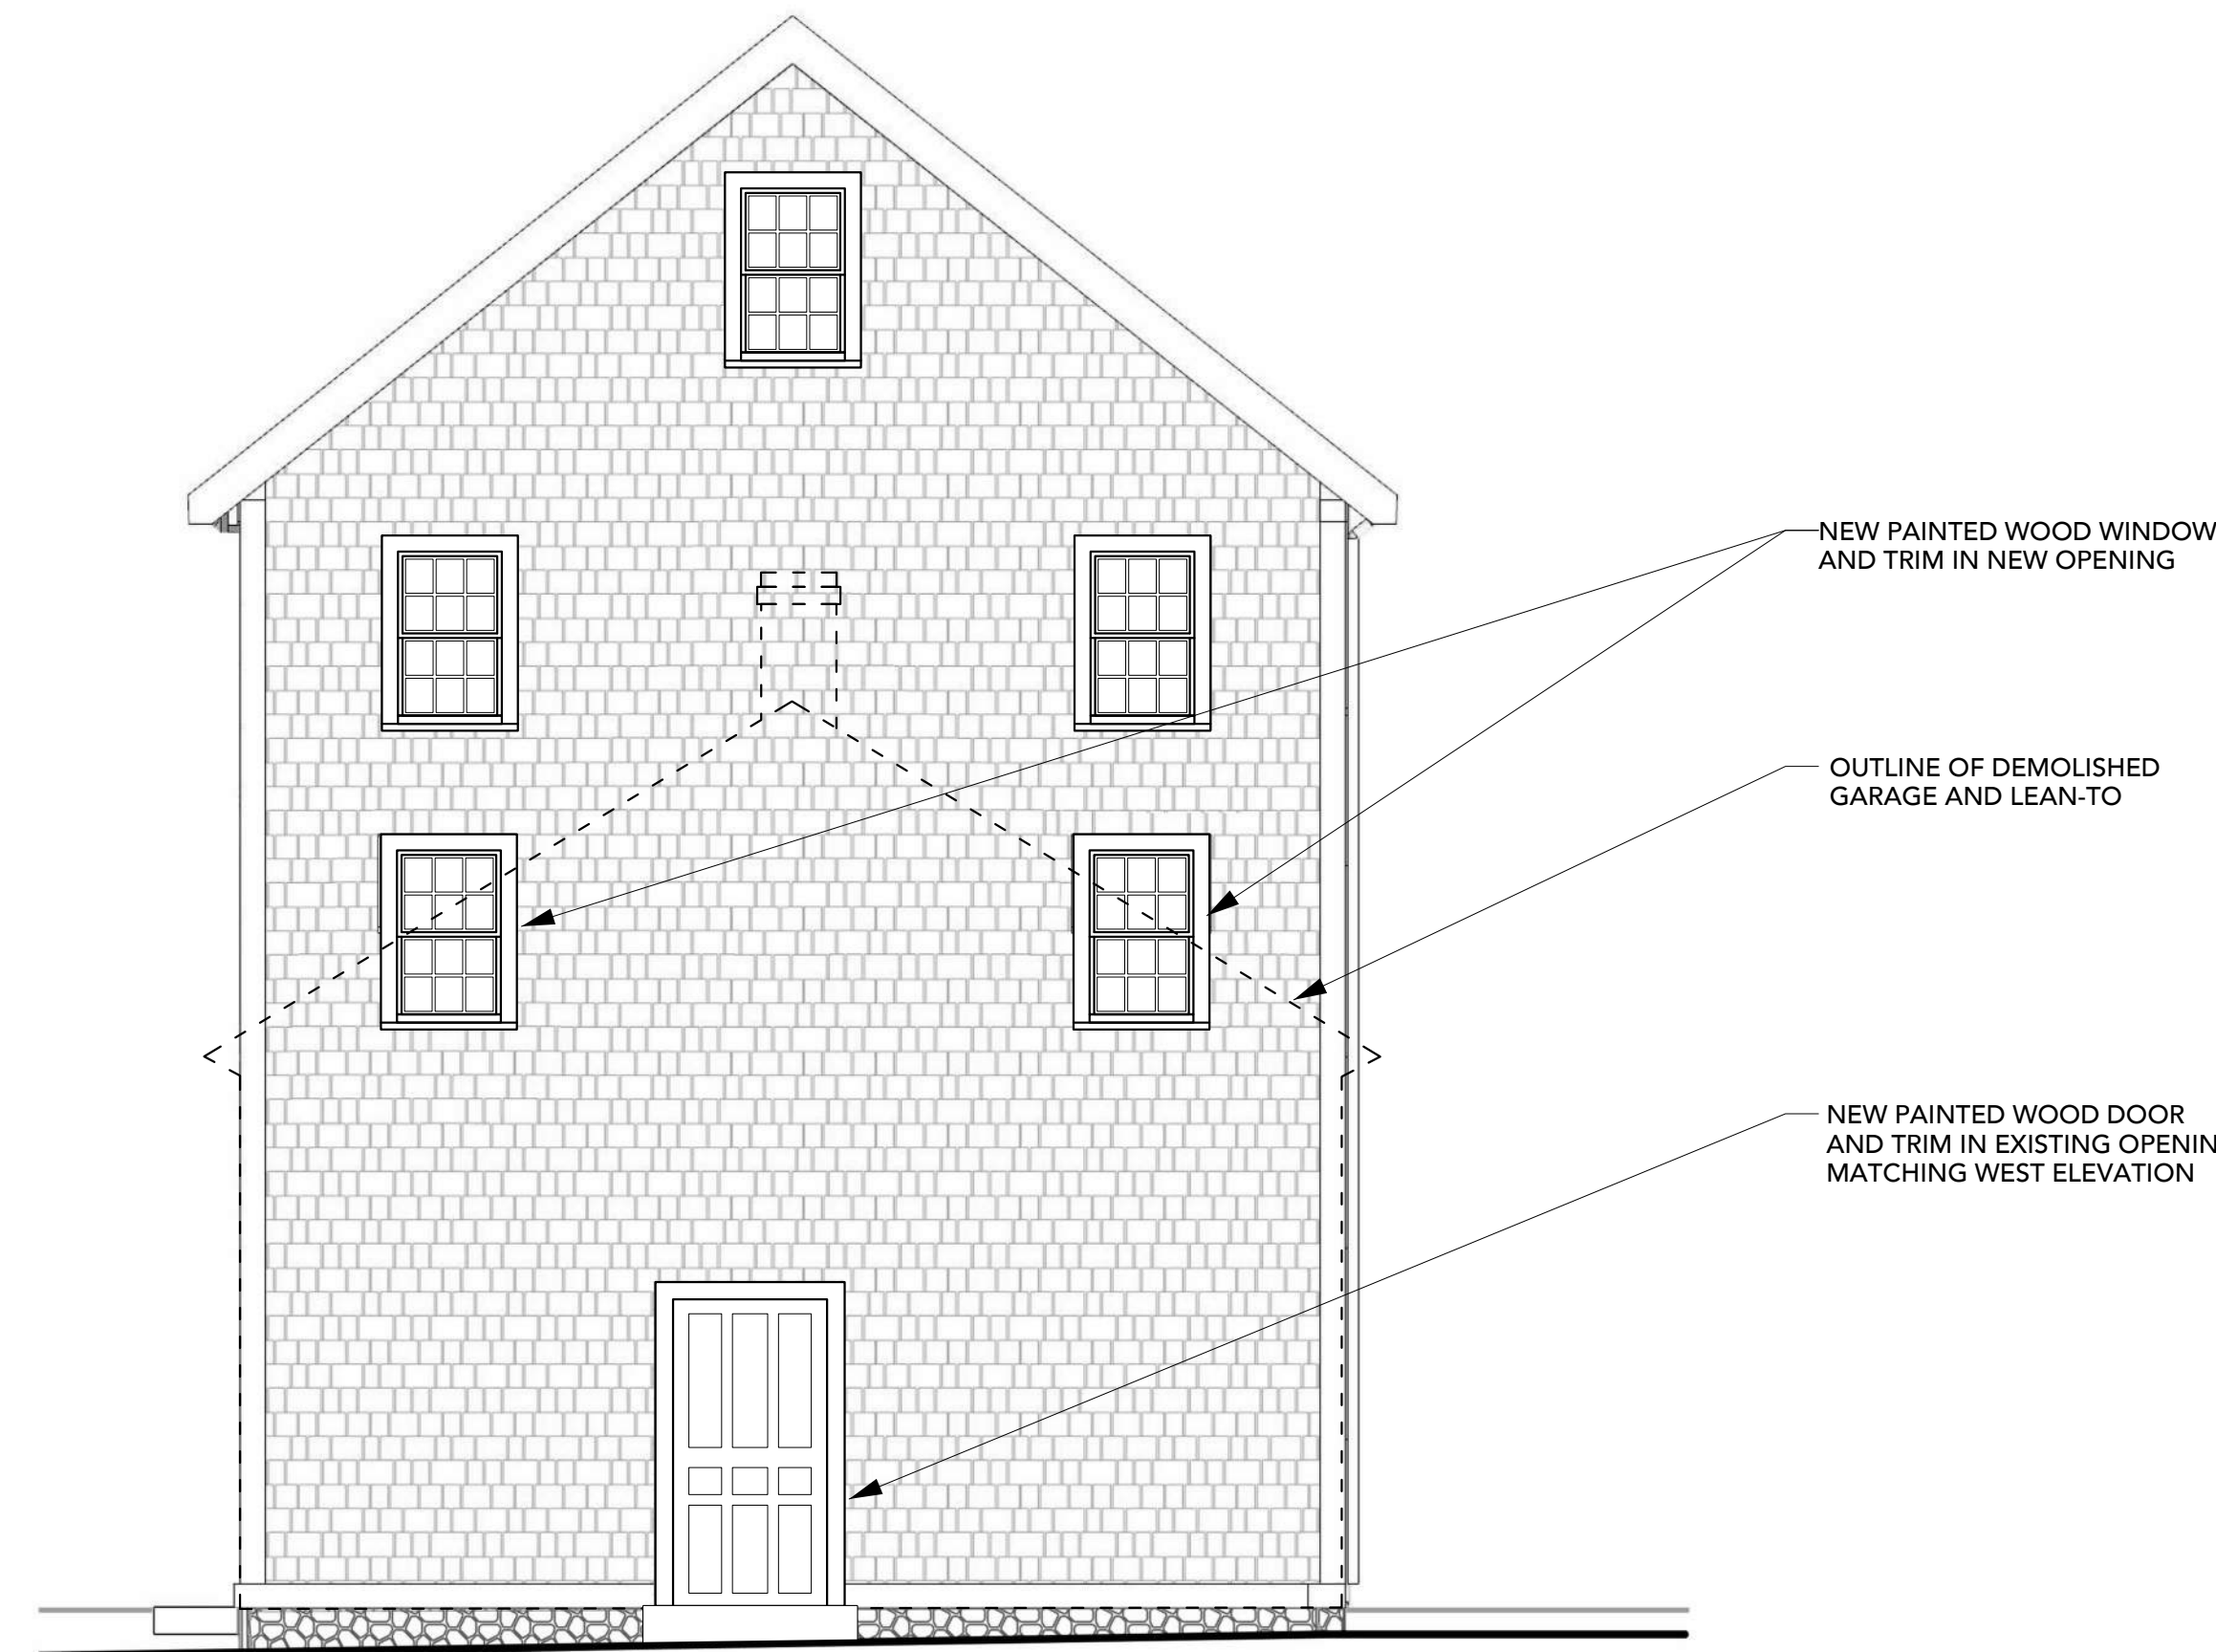 NEW PAINTED WOOD WINDOW
AND TRIM IN NEW OPENING
OUTLINE OF DEMOLISHED
GARAGE AND LEAN-TO
NEW PAINTED WOOD DOOR
AND TRIM IN EXISTING OPENIN
MATCHING WEST ELEVATION